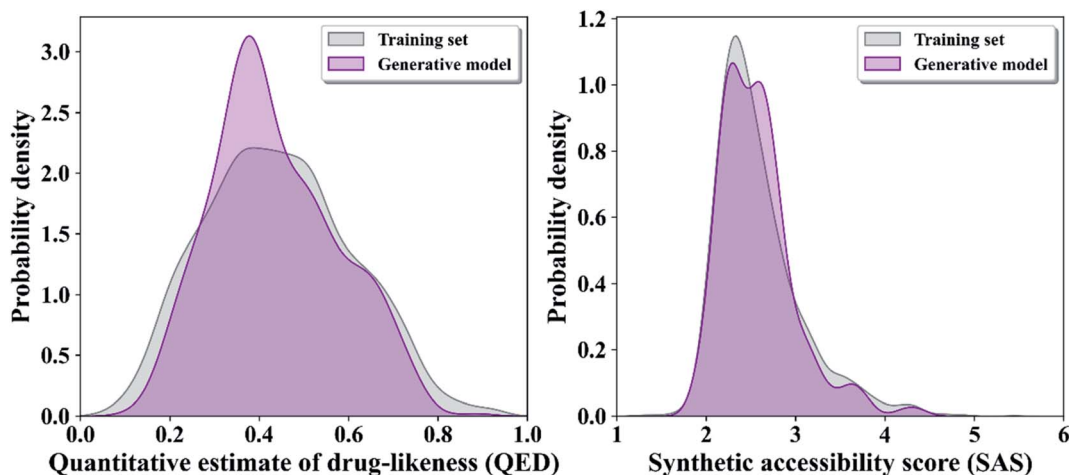 Training set
Generative model
Probability density
3.0
2.5
2.0
1.5
1.0
0.5
0.0
0.0 0.2 0.4 0.6 0.8 1.0
Quantitative estimate of drug-likeness (QED)
Training set
Generative model
Probability density
1.2
1.0
0.8
0.6
0.4
0.2
0.0
1 2 3 4 5 6
Synthetic accessibility score (SAS)